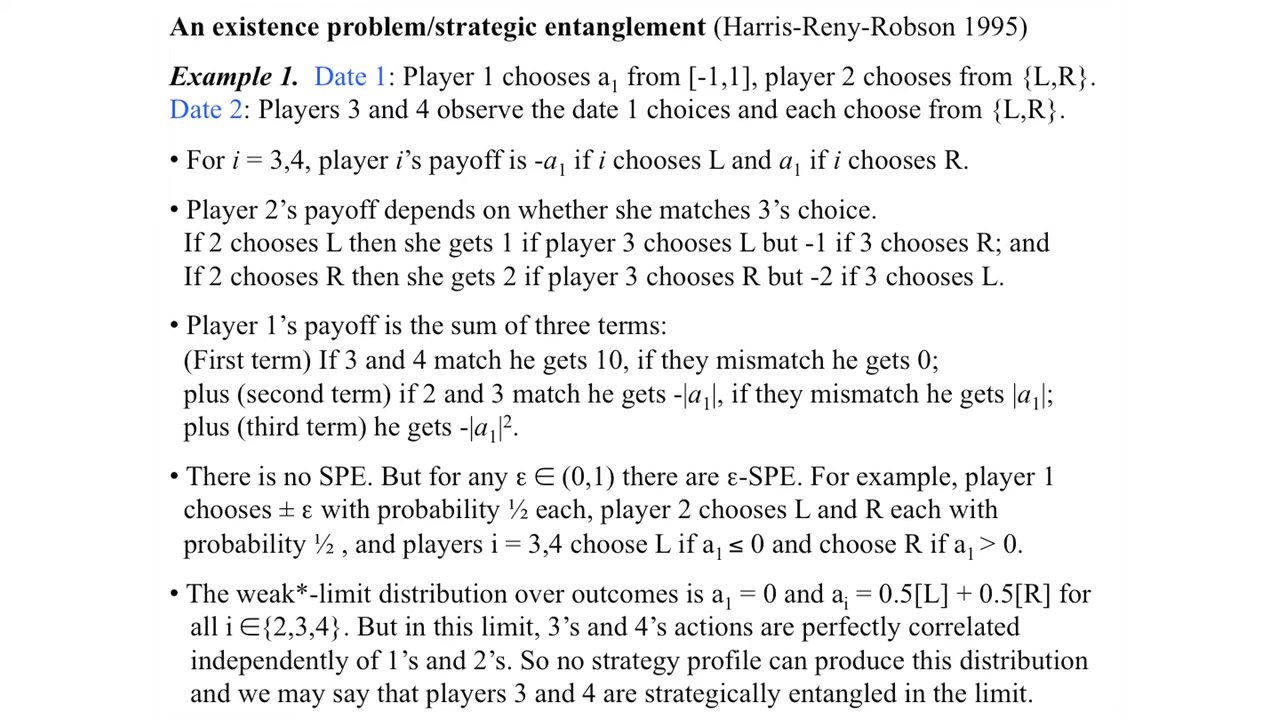 An existence problem/strategic entanglement (Harris-Reny-Robson 1995)
Example 1. Date 1: Player 1 chooses a₁ from [-1,1], player 2 chooses from {L,R}.
Date 2: Players 3 and 4 observe the date 1 choices and each choose from {L,R}.
• For i = 3,4, player i’s payoff is -a₁ if i chooses L and a₁ if i chooses R.
• Player 2’s payoff depends on whether she matches 3’s choice.
If 2 chooses L then she gets 1 if player 3 chooses L but -1 if 3 chooses R; and
If 2 chooses R then she gets 2 if player 3 chooses R but -2 if 3 chooses L.
• Player 1’s payoff is the sum of three terms:
(First term) If 3 and 4 match he gets 10, if they mismatch he gets 0;
plus (second term) if 2 and 3 match he gets -|a₁|, if they mismatch he gets |a₁|;
plus (third term) he gets -|a₁|².
• There is no SPE. But for any ε ∈ (0,1) there are ε-SPE. For example, player 1
chooses ± ε with probability ½ each, player 2 chooses L and R each with
probability ½ , and players i = 3,4 choose L if a₁ ≤ 0 and choose R if a₁ > 0.
• The weak*-limit distribution over outcomes is a₁ = 0 and aᵢ = 0.5[L] + 0.5[R] for
all i ∈{2,3,4}. But in this limit, 3’s and 4’s actions are perfectly correlated
independently of 1’s and 2’s. So no strategy profile can produce this distribution
and we may say that players 3 and 4 are strategically entangled in the limit.